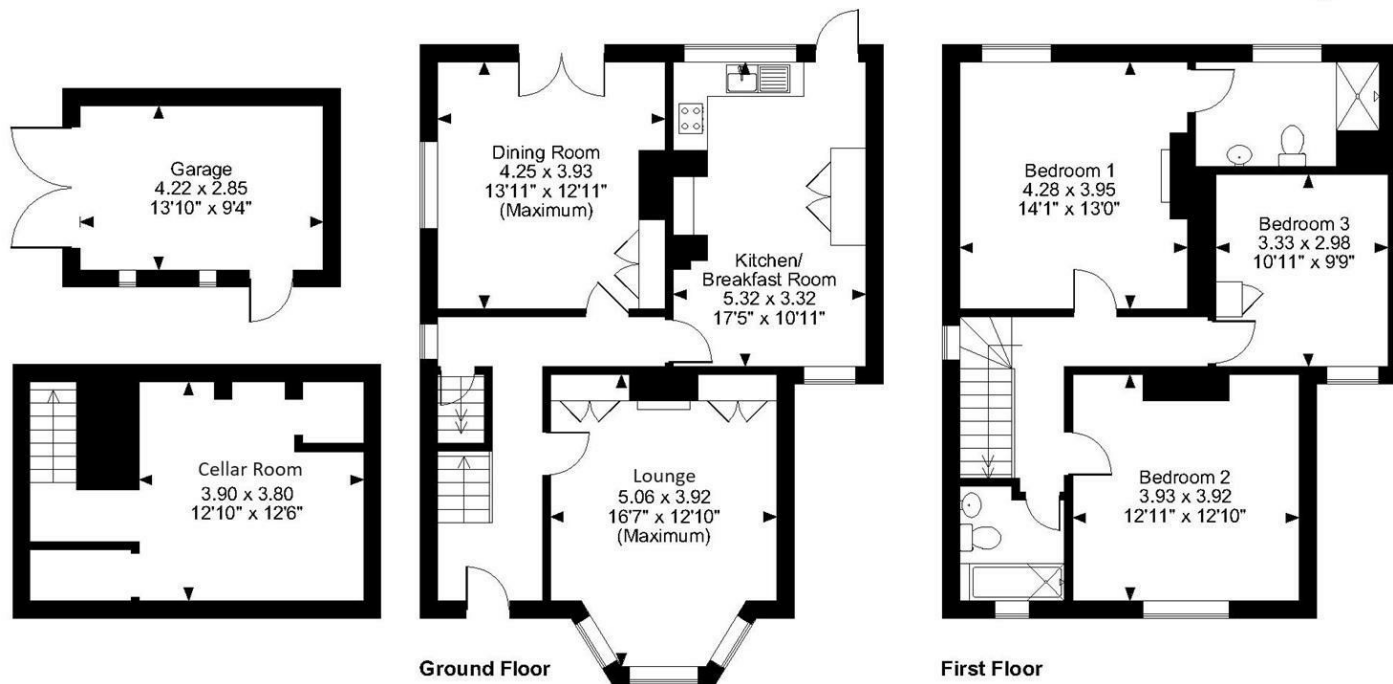 Garage
4.22 x 2.85
13'10" x 9'4"
Cellar Room
3.90 x 3.80
12'10" x 12'6"
Dining Room
4.25 x 3.93
13'11" x 12'11"
(Maximum)
Kitchen/
Breakfast Room
5.32 x 3.32
17'5" x 10'11"
Lounge
5.06 x 3.92
16'7" x 12'10"
(Maximum)
Ground Floor
Bedroom 1
4.28 x 3.95
14'1" x 13'0"
Bedroom 3
3.33 x 2.98
10'11" x 9'9"
Bedroom 2
3.93 x 3.92
12'11" x 12'10"
First Floor